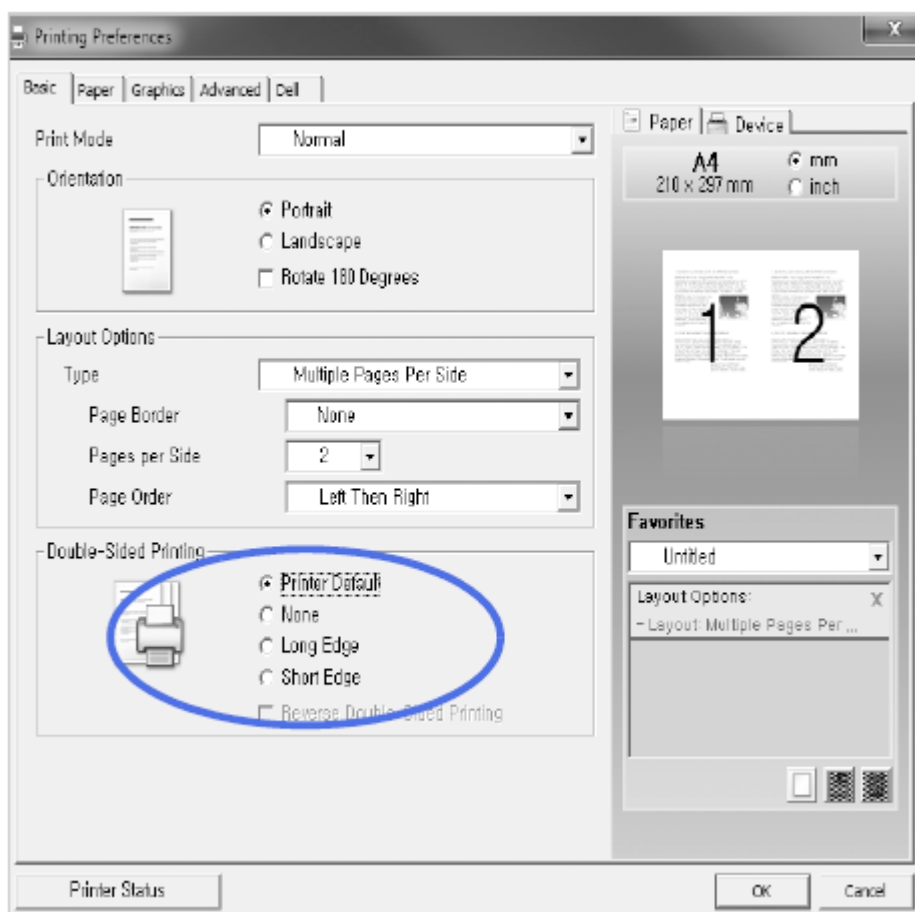 Printing Preferences
x
Basic Paper Graphics Advanced Dell
Print Mode Normal
Orientation
Portrait
Landscape
Rotate 180 Degrees
Layout Options
Type Multiple Pages Per Side
Page Border None
Pages per Side 2
Page Order Left Then Right
Double-Sided Printing
Printer Default
None
Long Edge
Short Edge
Reverse Double-Sided Printing
Paper Device
A4 mm
210 x 297 mm inch
1 2
Favorites
Untitled
Layout Options: X
- Layout: Multiple Pages Per ...
Printer Status OK Cancel